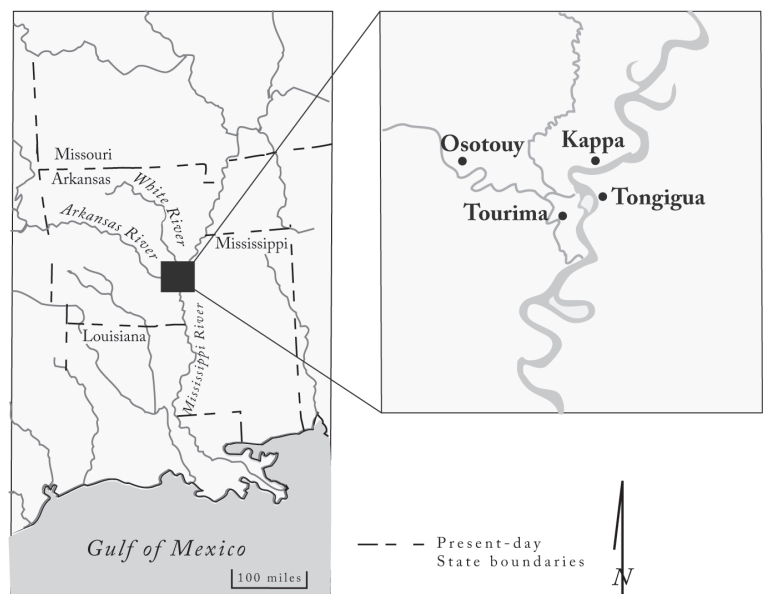 Missouri
Arkansas
White River
Arkansas River
Mississippi
Louisiana
Mississippi River
Gulf of Mexico
100 miles
Osotouy
Kappa
Tongigua
Tourima
Present-day
State boundaries
N